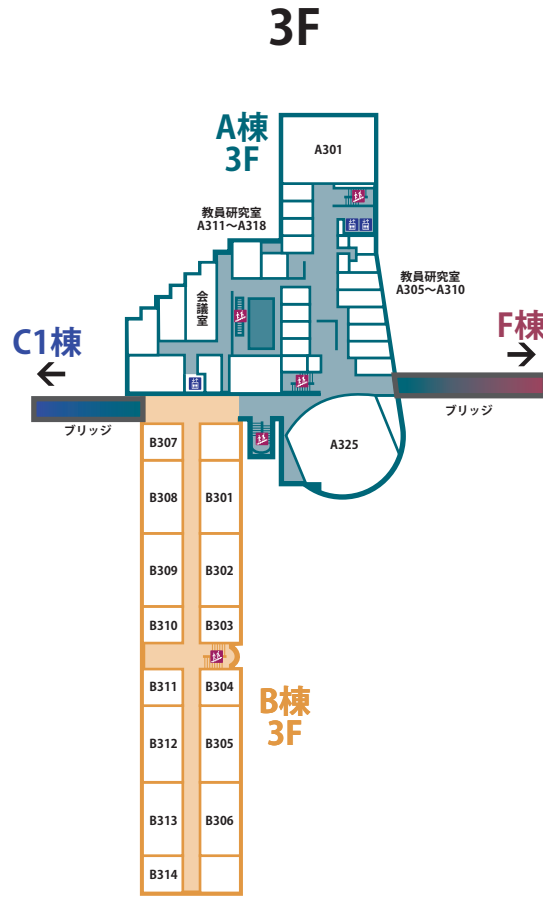 3F
A棟
3F
A301
教員研究室
A311～A318
教員研究室
A305～A310
会議室
C1棟
F棟
ブリッジ
ブリッジ
A325
B307
B308
B301
B309
B302
B310
B303
B311
B304
B棟
3F
B312
B305
B313
B306
B314